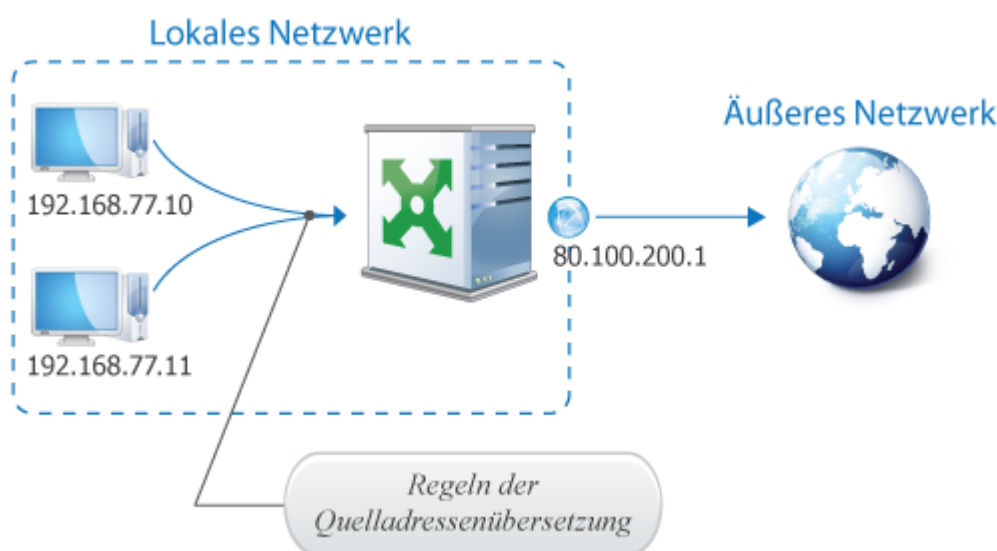 Lokales Netzwerk
Äußeres Netzwerk
192.168.77.10
80.100.200.1
192.168.77.11
Regeln der
Quelladressenübersetzung